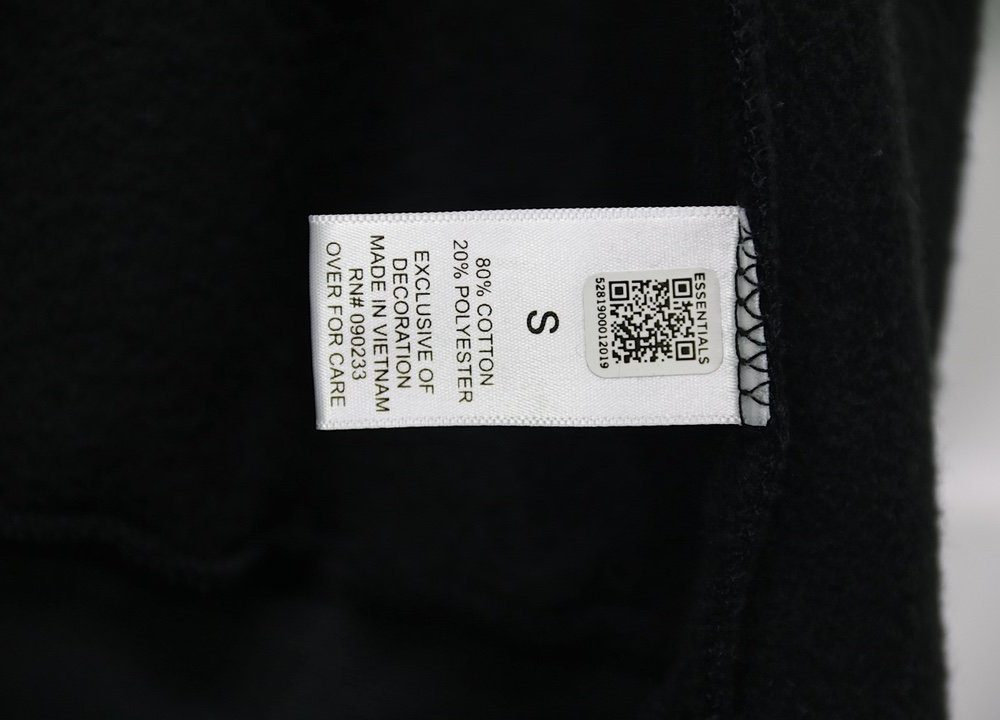 ESSENTIALS
5281900012019
S
80% COTTON
20% POLYESTER
EXCLUSIVE OF
DECORATION
MADE IN VIETNAM
RN# 090233
OVER FOR CARE